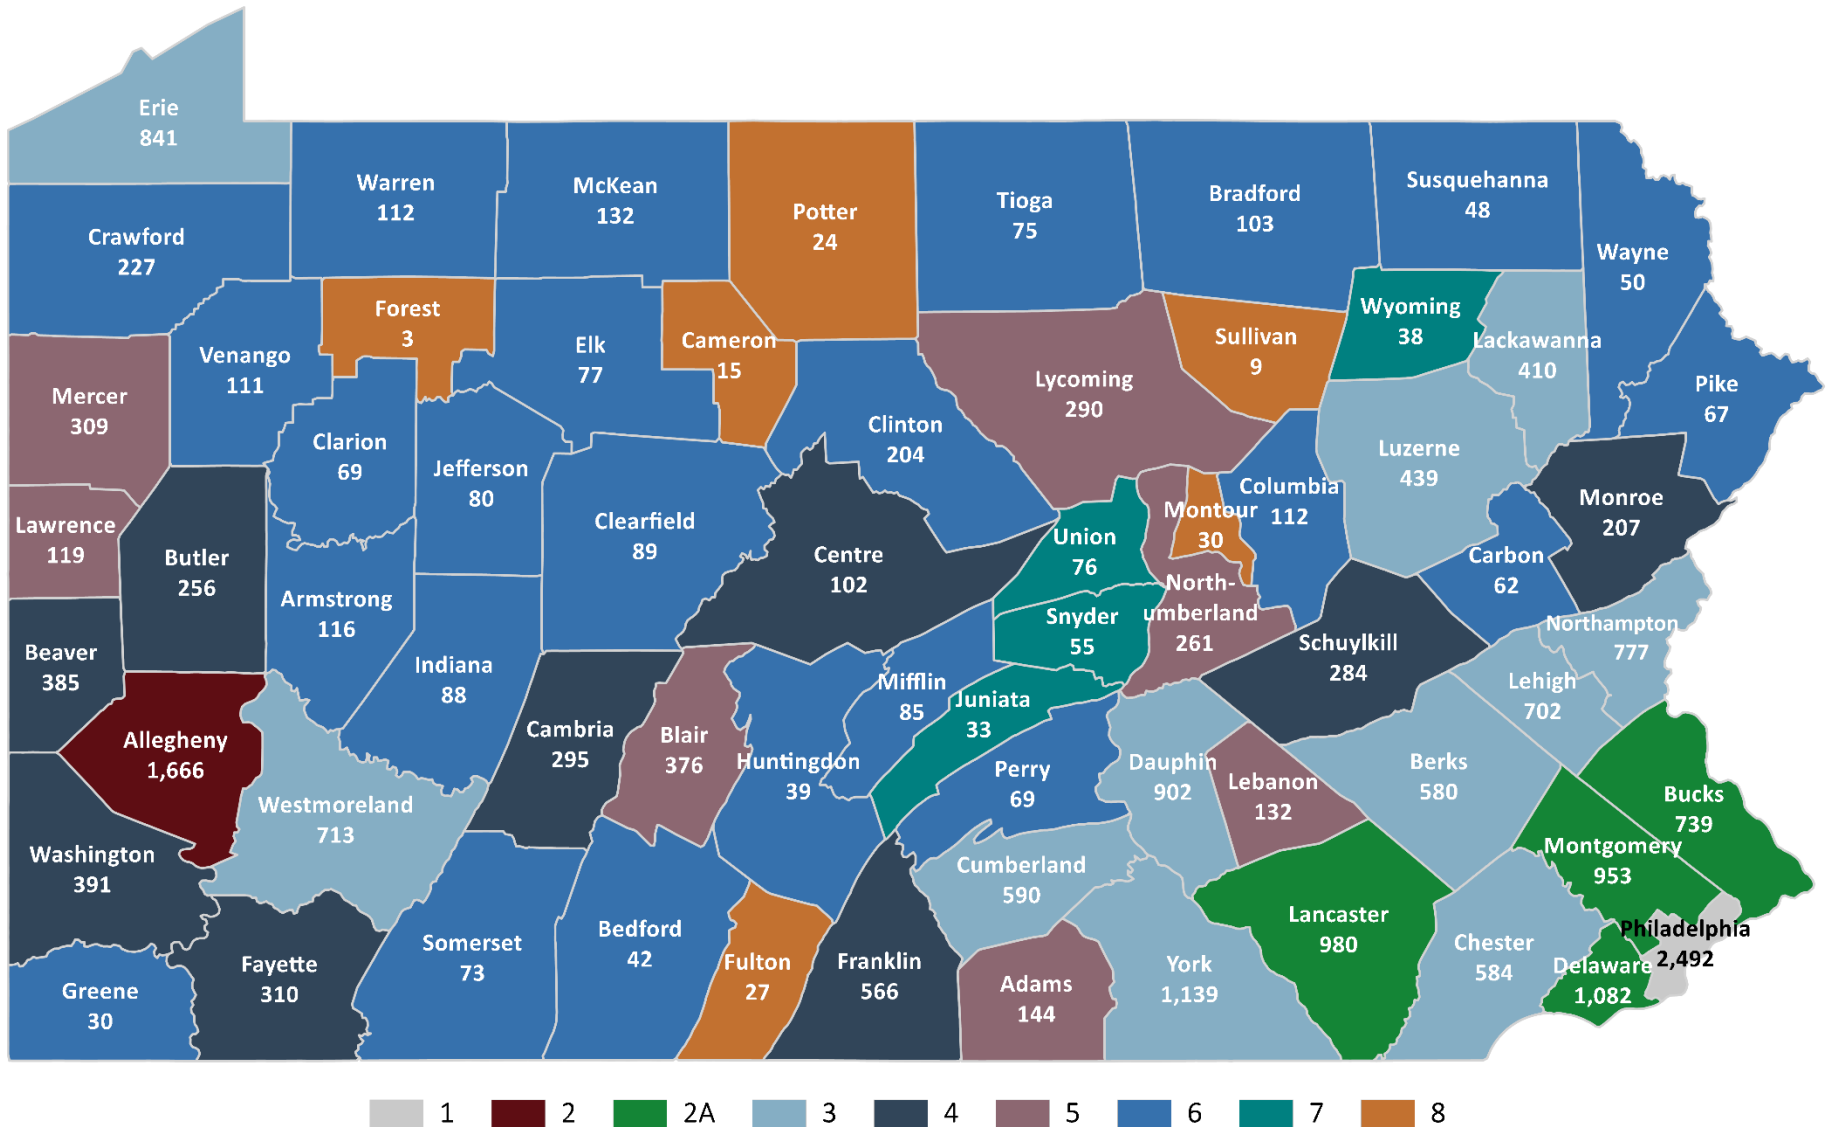 Erie
841
Warren
112
McKean
132
Potter
24
Tioga
75
Bradford
103
Susquehanna
48
Wayne
50
Crawford
227
Forest
3
Venango
111
Elk
77
Cameron
15
Sullivan
9
Wyoming
38
Lackawanna
410
Pike
67
Mercer
309
Clarion
69
Jefferson
80
Clinton
204
Lycoming
290
Luzerne
439
Columbia
112
Montour
30
Monroe
207
Lawrence
119
Butler
256
Clearfield
89
Centre
102
Union
76
Carbon
62
Armstrong
116
North-
umberland
261
Snyder
55
Northampton
777
Beaver
385
Indiana
88
Schuylkill
284
Mifflin
85
Juniata
33
Lehigh
702
Allegheny
1,666
Cambria
295
Blair
376
Huntingdon
39
Perry
69
Dauphin
902
Lebanon
132
Berks
580
Bucks
739
Westmoreland
713
Washington
391
Cumberland
590
Montgomery
953
Lancaster
980
Philadelphia
2,492
Somerset
73
Bedford
42
Fulton
27
Franklin
566
Adams
144
York
1,139
Chester
584
Delaware
1,082
Fayette
310
Greene
30
1 2 2A 3 4 5 6 7 8